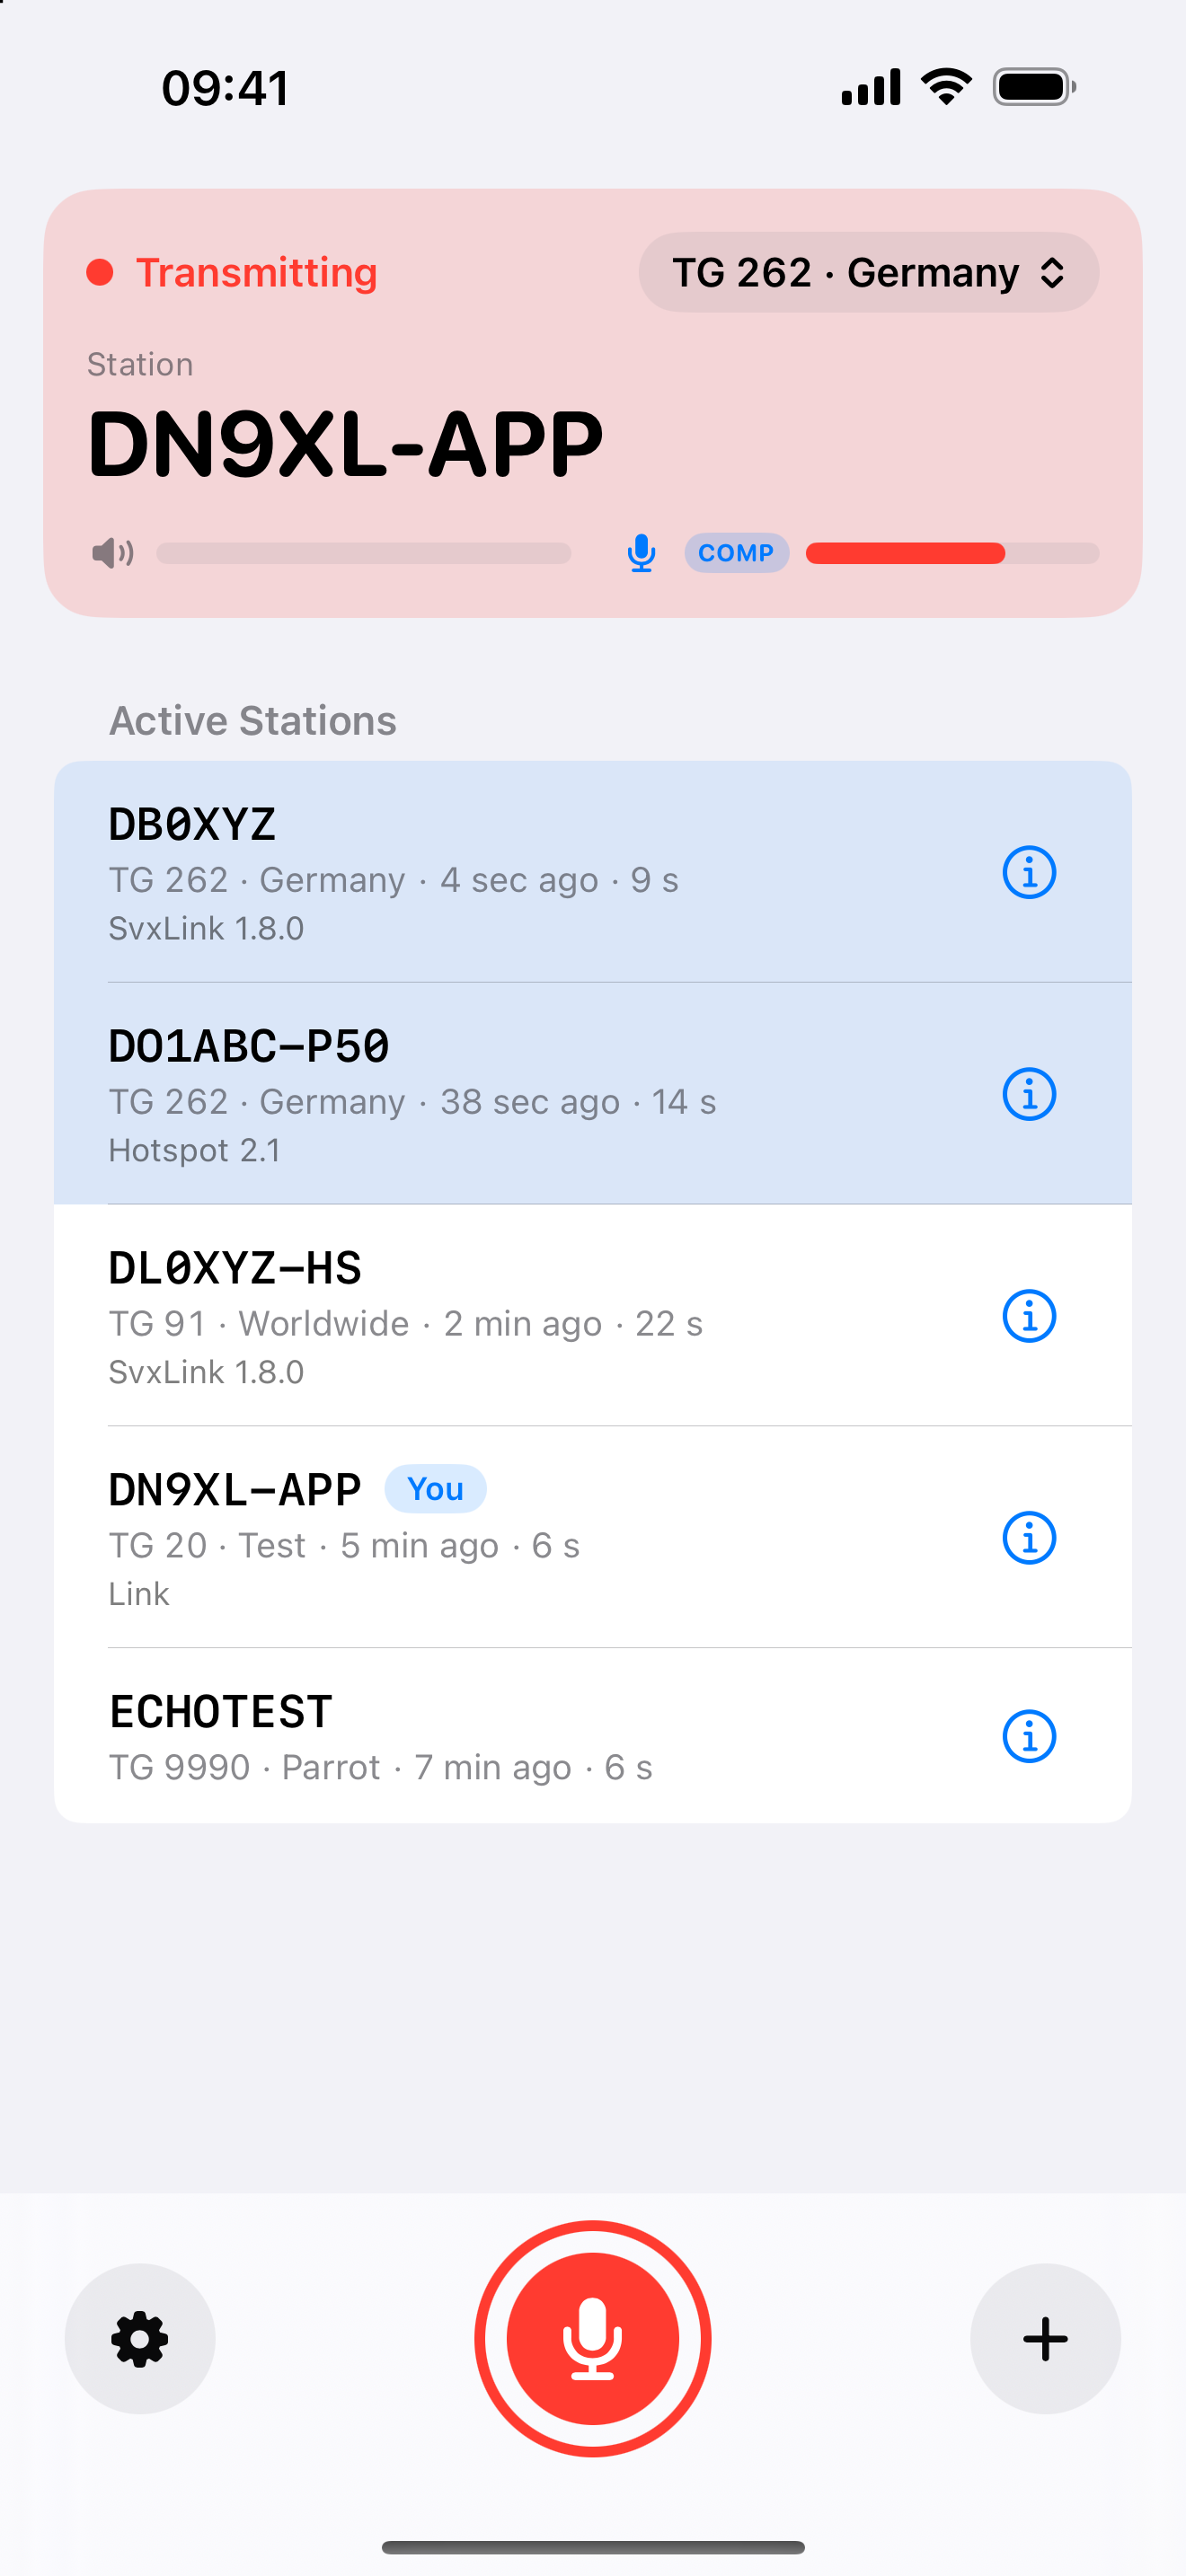 09:41
Transmitting
TG 262 · Germany
Station
DN9XL-APP
COMP
Active Stations
DB0XYZ
TG 262 · Germany · 4 sec ago · 9 s
SvxLink 1.8.0
DO1ABC-P50
TG 262 · Germany · 38 sec ago · 14 s
Hotspot 2.1
DL0XYZ-HS
TG 91 · Worldwide · 2 min ago · 22 s
SvxLink 1.8.0
DN9XL-APP You
TG 20 · Test · 5 min ago · 6 s
Link
ECHOTEST
TG 9990 · Parrot · 7 min ago · 6 s